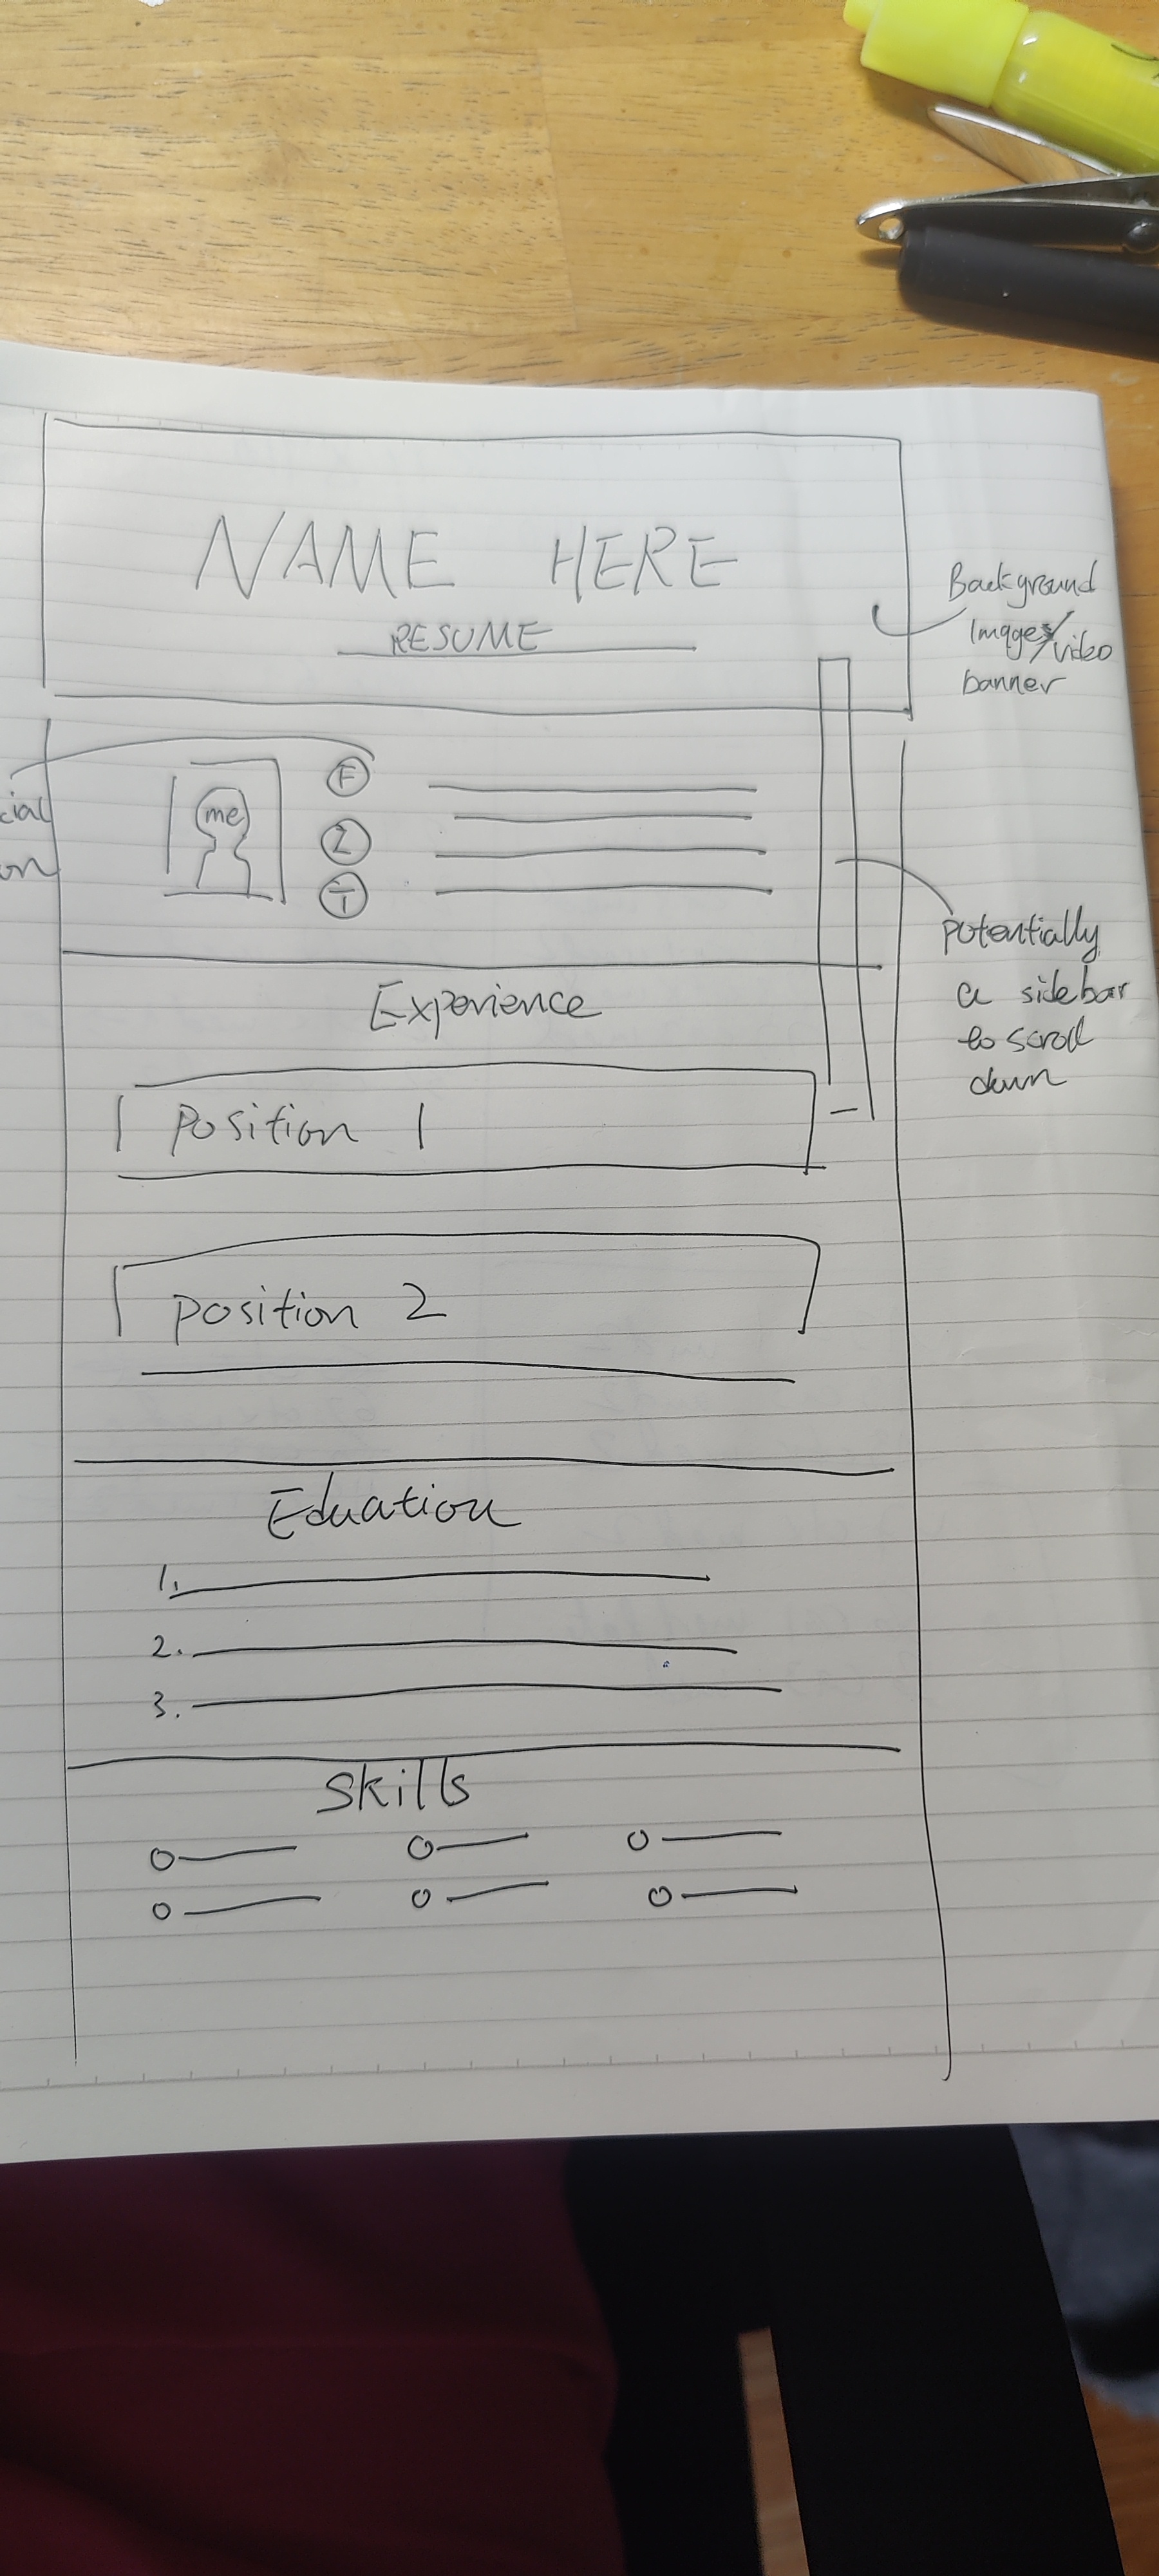 NAME HERE
RESUME
Background
Images/video
banner
cial
on
me
F
I
T
potentially
a sidebar
to scroll
down
Experience
Position 1
position 2
Eduation
1.
2.
3.
Skills